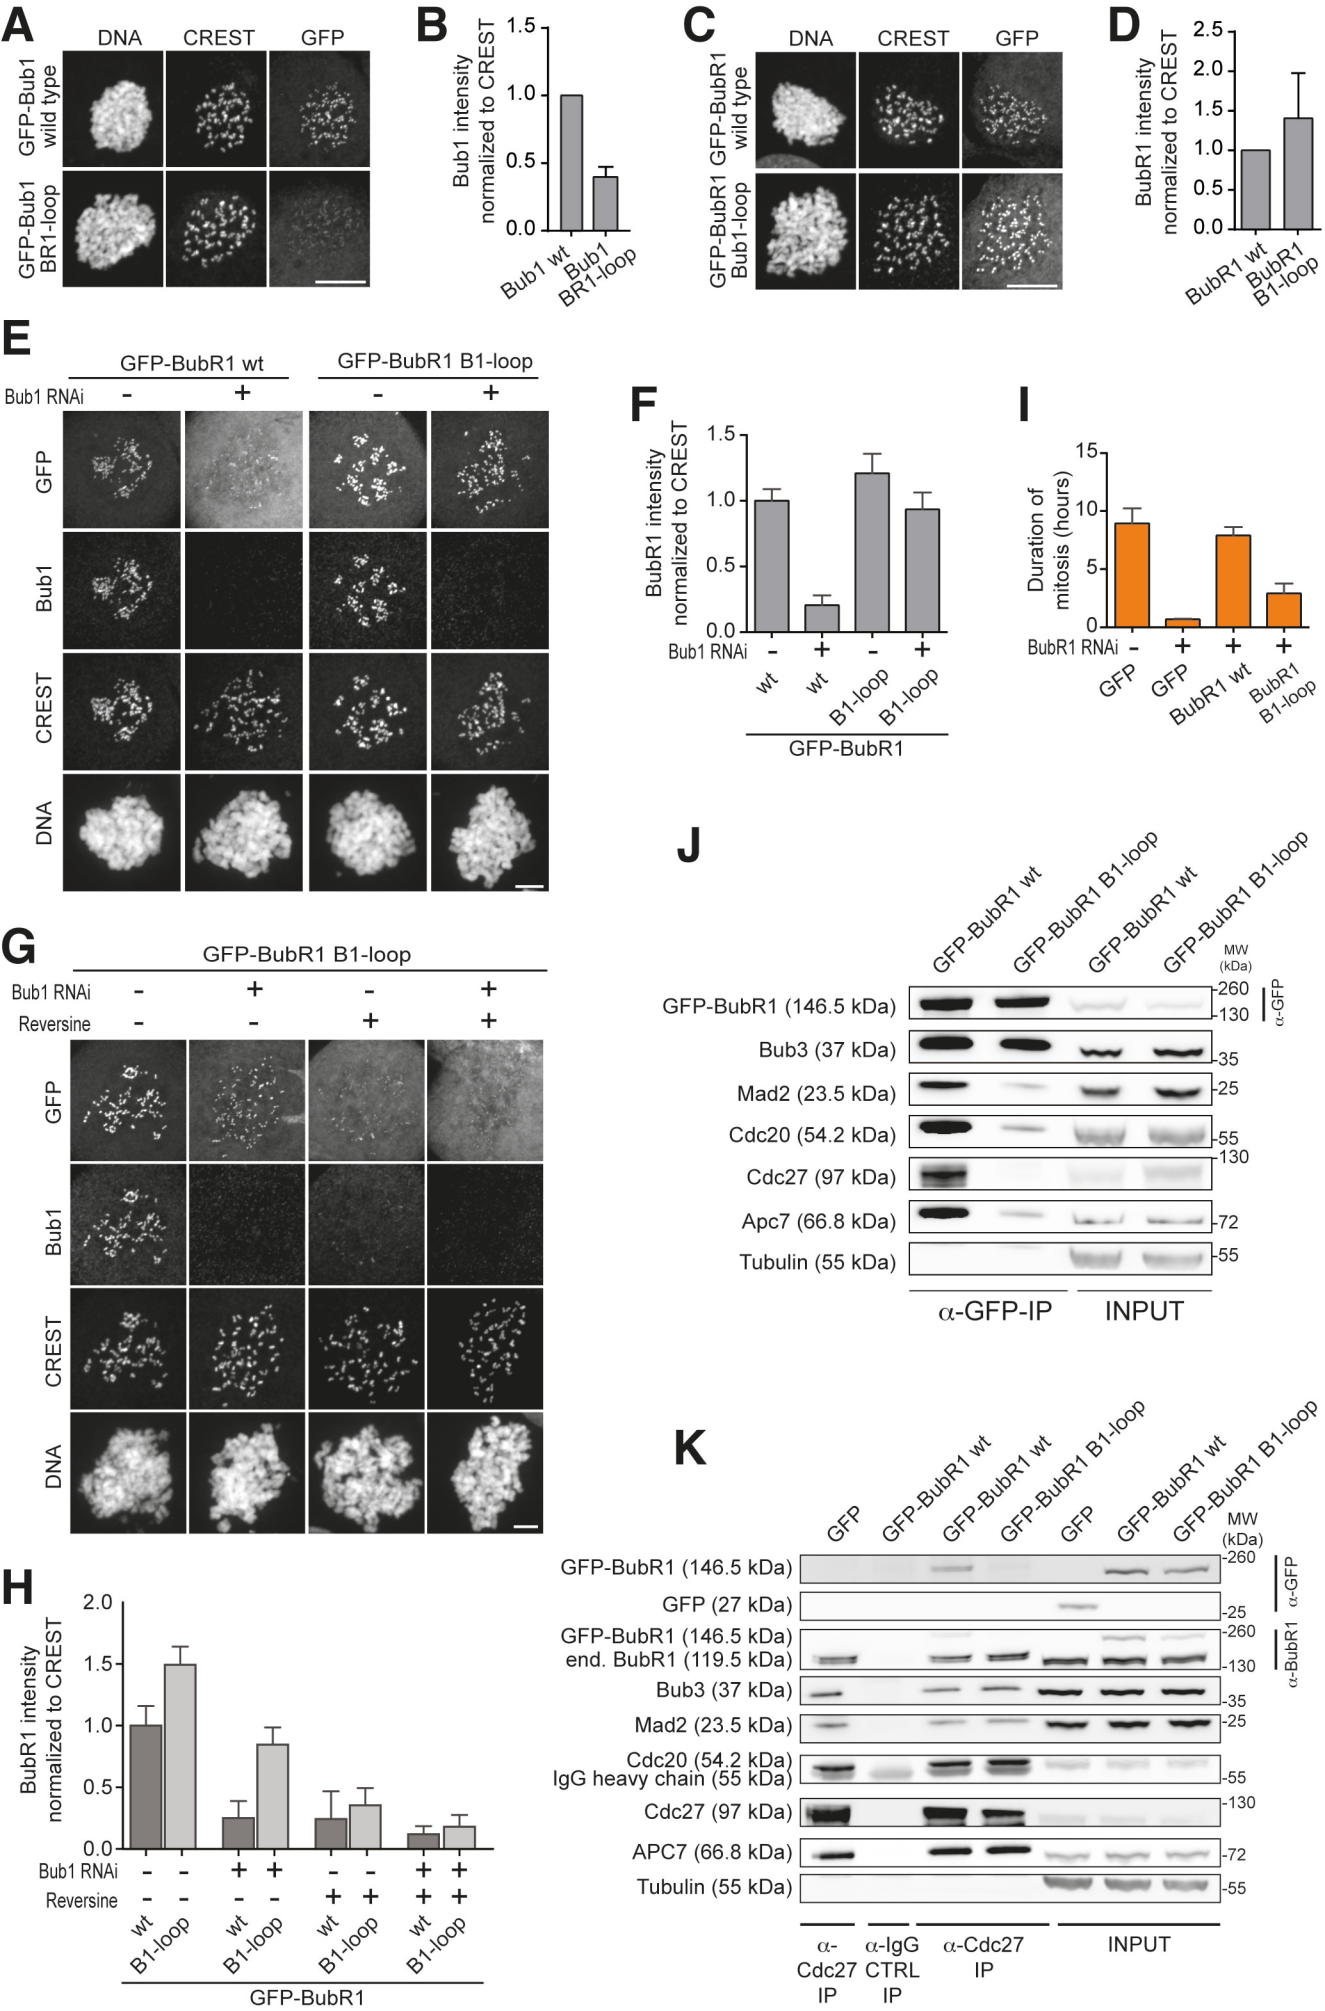 A
DNA
CREST
GFP
GFP-Bub1
wild type
GFP-Bub1
BR1-loop
B
Bub1 intensity
normalized to CREST
1.5
1.0
0.5
0.0
Bub1 wt
Bub1
BR1-loop
C
DNA
CREST
GFP
GFP-BubR1
wild type
GFP-BubR1
Bub1-loop
D
BubR1 intensity
normalized to CREST
2.5
2.0
1.5
1.0
0.5
0.0
BubR1 wt
BubR1
B1-loop
E
GFP-BubR1 wt
GFP-BubR1 B1-loop
Bub1 RNAi
-
+
-
+
GFP
Bub1
CREST
DNA
F
BubR1 intensity
normalized to CREST
1.5
1.0
0.5
0.0
Bub1 RNAi
-
+
-
+
wt
wt
B1-loop
B1-loop
GFP-BubR1
I
Duration of
mitosis (hours)
15
10
5
0
BubR1 RNAi
-
+
+
+
GFP
GFP
BubR1 wt
BubR1
B1-loop
G
GFP-BubR1 B1-loop
Bub1 RNAi
-
+
-
+
Reversine
-
-
+
+
GFP
Bub1
CREST
DNA
H
BubR1 intensity
normalized to CREST
2.0
1.5
1.0
0.5
0.0
Bub1 RNAi
- - + + - - + +
Reversine
- - - - + + + +
wt
B1-loop
wt
B1-loop
wt
B1-loop
wt
B1-loop
GFP-BubR1
J
GFP-BubR1 wt
GFP-BubR1 B1-loop
GFP-BubR1 wt
GFP-BubR1 B1-loop
MW
(kDa)
GFP-BubR1 (146.5 kDa)
-260
-130
α-GFP
Bub3 (37 kDa)
-35
Mad2 (23.5 kDa)
-25
Cdc20 (54.2 kDa)
-55
Cdc27 (97 kDa)
-130
Apc7 (66.8 kDa)
-72
Tubulin (55 kDa)
-55
α-GFP-IP
INPUT
K
GFP
GFP-BubR1 wt
GFP-BubR1 wt
GFP-BubR1 B1-loop
GFP
GFP-BubR1 wt
GFP-BubR1 B1-loop
MW
(kDa)
GFP-BubR1 (146.5 kDa)
-260
GFP (27 kDa)
-25
α-GFP
GFP-BubR1 (146.5 kDa)
-260
end. BubR1 (119.5 kDa)
-130
α-BubR1
Bub3 (37 kDa)
-35
Mad2 (23.5 kDa)
-25
Cdc20 (54.2 kDa)
IgG heavy chain (55 kDa)
-55
Cdc27 (97 kDa)
-130
APC7 (66.8 kDa)
-72
Tubulin (55 kDa)
-55
α-
Cdc27
IP
α-IgG
CTRL
IP
α-Cdc27
IP
INPUT